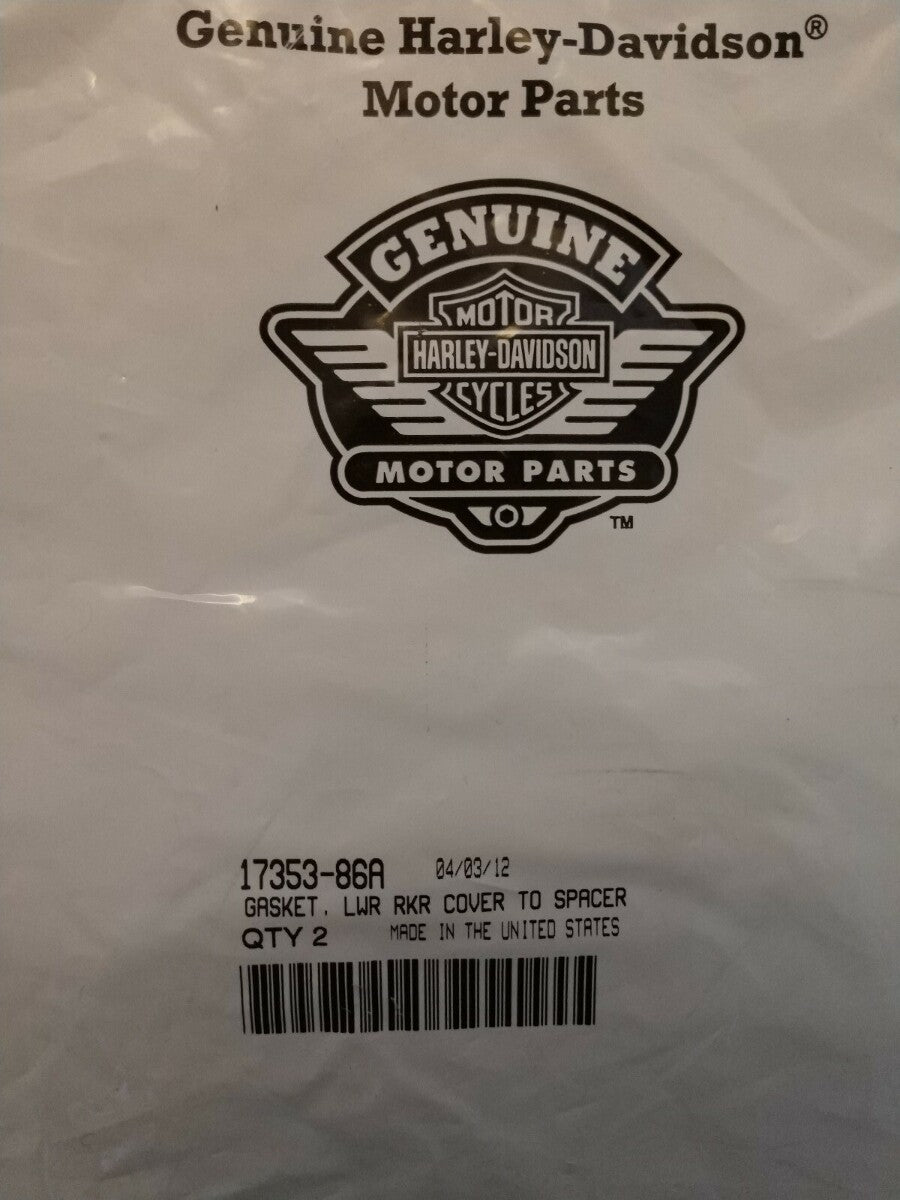 Genuine Harley-Davidson®
Motor Parts
GENUINE
MOTOR
HARLEY-DAVIDSON
CYCLES
MOTOR PARTS
TM
17353-86A 04/03/12
GASKET, LWR RKR COVER TO SPACER
QTY 2 MADE IN THE UNITED STATES